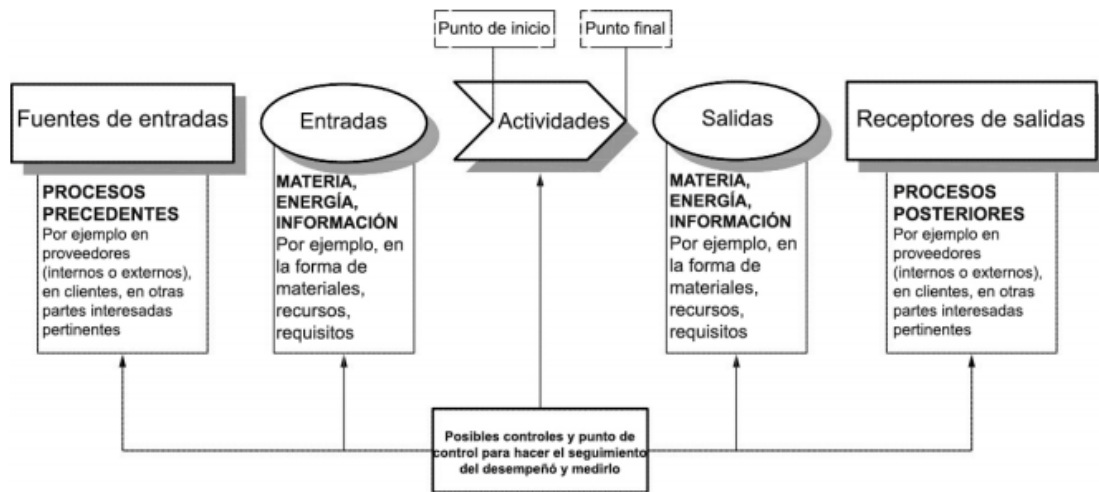 Punto de inicio
Punto final
Fuentes de entradas
Entradas
Actividades
Salidas
Receptores de salidas
PROCESOS
PRECEDENTES
Por ejemplo en
proveedores
(internos o externos),
en clientes, en otras
partes interesadas
pertinentes
MATERIA,
ENERGÍA,
INFORMACIÓN
Por ejemplo, en
la forma de
materiales,
recursos,
requisitos
MATERIA,
ENERGÍA,
INFORMACIÓN
Por ejemplo, en
la forma de
materiales,
recursos,
requisitos
PROCESOS
POSTERIORES
Por ejemplo en
proveedores
(internos o externos),
en clientes, en otras
partes interesadas
pertinentes
Posibles controles y punto de
control para hacer el seguimiento
del desempeñó y medirlo